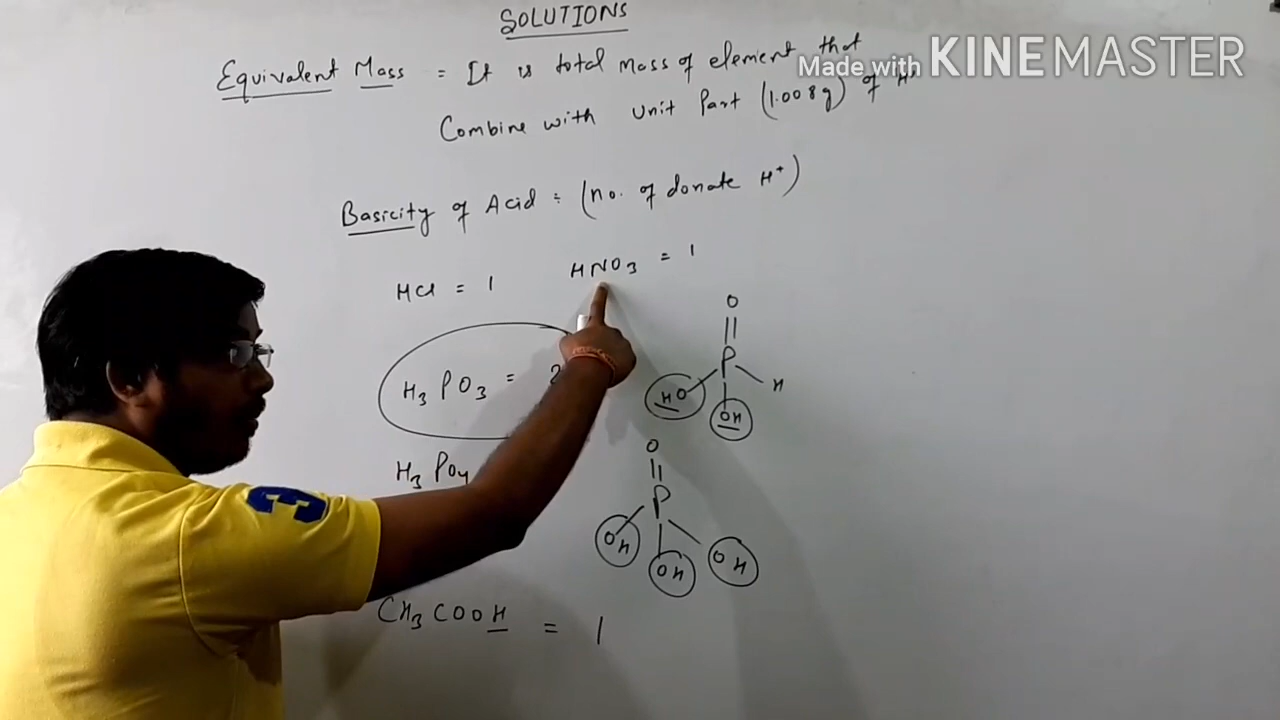 SOLUTIONS
Equivalent Mass = It is total mass of element that
Made with KINEMASTER
Combine with unit Part (1.008g) of H
Basicity of Acid = (no. of donate H+)
HCl = 1
HNO3 = 1
H3PO3 = 2
O
P
H
HO
OH
H3PO4
O
P
OH
OH
OH
CH3COOH = 1
3